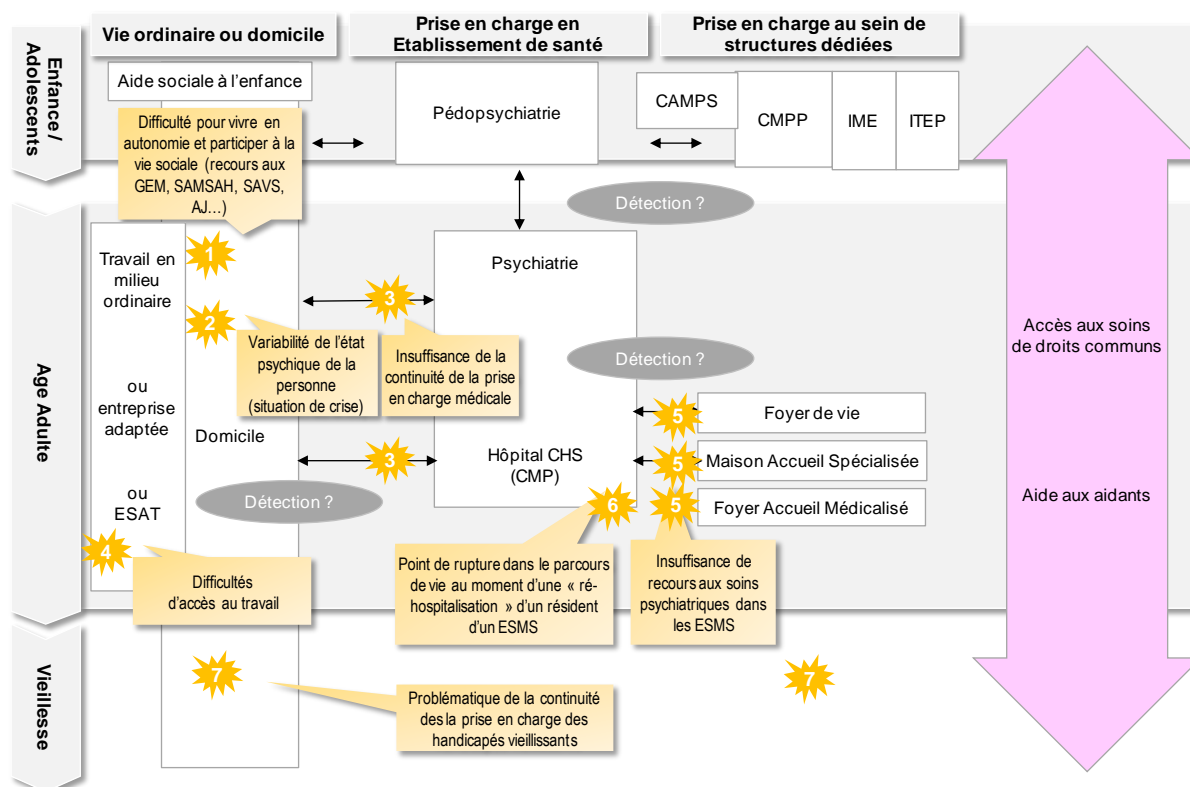 Vie ordinaire ou domicile
Prise en charge en
Etablissement de santé
Prise en charge au sein de
structures dédiées
Enfance /
Adolescents
Aide sociale à l'enfance
Pédopsychiatrie
CAMPS
CMPP
IME
ITEP
Difficulté pour vivre en
autonomie et participer à la
vie sociale (recours aux
GEM, SAMSAH, SAVS,
AJ…)
Détection ?
Age Adulte
Travail en
milieu
ordinaire
ou
entreprise
adaptée
ou
ESAT
1
2
Domicile
3
Psychiatrie
Variabilité de l'état
psychique de la
personne
(situation de crise)
Insuffisance de la
continuité de la prise
en charge médicale
Détection ?
3
Hôpital CHS
(CMP)
5
Foyer de vie
5
Maison Accueil Spécialisée
5
Foyer Accueil Médicalisé
Détection ?
6
4
Difficultés
d'accès au travail
Point de rupture dans le parcours
de vie au moment d'une « ré-
hospitalisation » d'un résident
d'un ESMS
Insuffisance de
recours aux soins
psychiatriques dans
les ESMS
Accès aux soins
de droits communs
Aide aux aidants
Vieillesse
7
7
Problématique de la continuité
des la prise en charge des
handicapés vieillissants